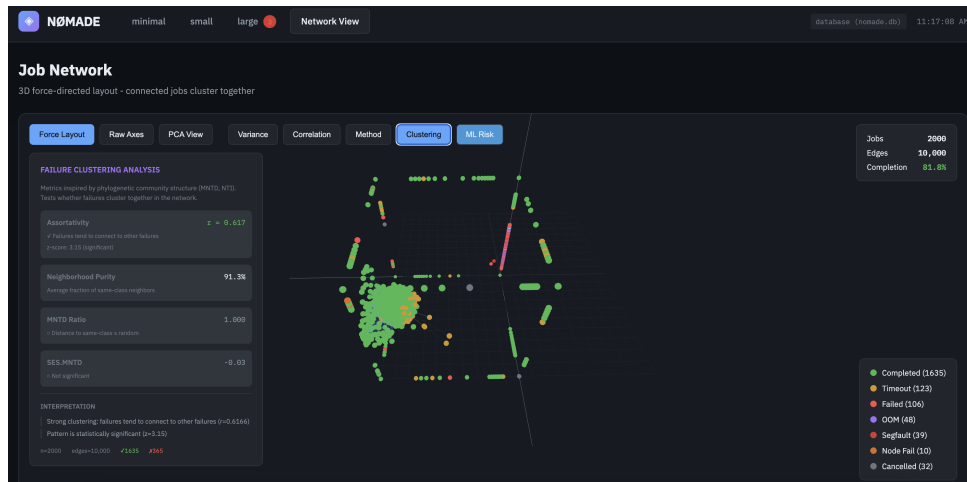 NØMADE minimal small large Network View database (nomade.db) 11:17:08 AM
Job Network
3D force-directed layout - connected jobs cluster together
Force Layout Raw Axes PCA View Variance Correlation Method Clustering ML Risk
Jobs 2000
Edges 10,000
Completion 81.8%
FAILURE CLUSTERING ANALYSIS
Metrics inspired by phylogenetic community structure (MNTD, NTI).
Tests whether failures cluster together in the network.
Assortativity r = 0.617
✓ Failures tend to connect to other failures
z-score: 3.15 (significant)
Neighborhood Purity 91.3%
Average fraction of same-class neighbors
MNTD Ratio 1.000
○ Distance to same-class ≈ random
SES.MNTD -0.03
○ Not significant
INTERPRETATION
Strong clustering: failures tend to connect to other failures (r=0.6166)
Pattern is statistically significant (z=3.15)
n=2000 edges=10,000 ✓1635 ✗365
Completed (1635)
Timeout (123)
Failed (106)
OOM (48)
Segfault (39)
Node Fail (10)
Cancelled (32)